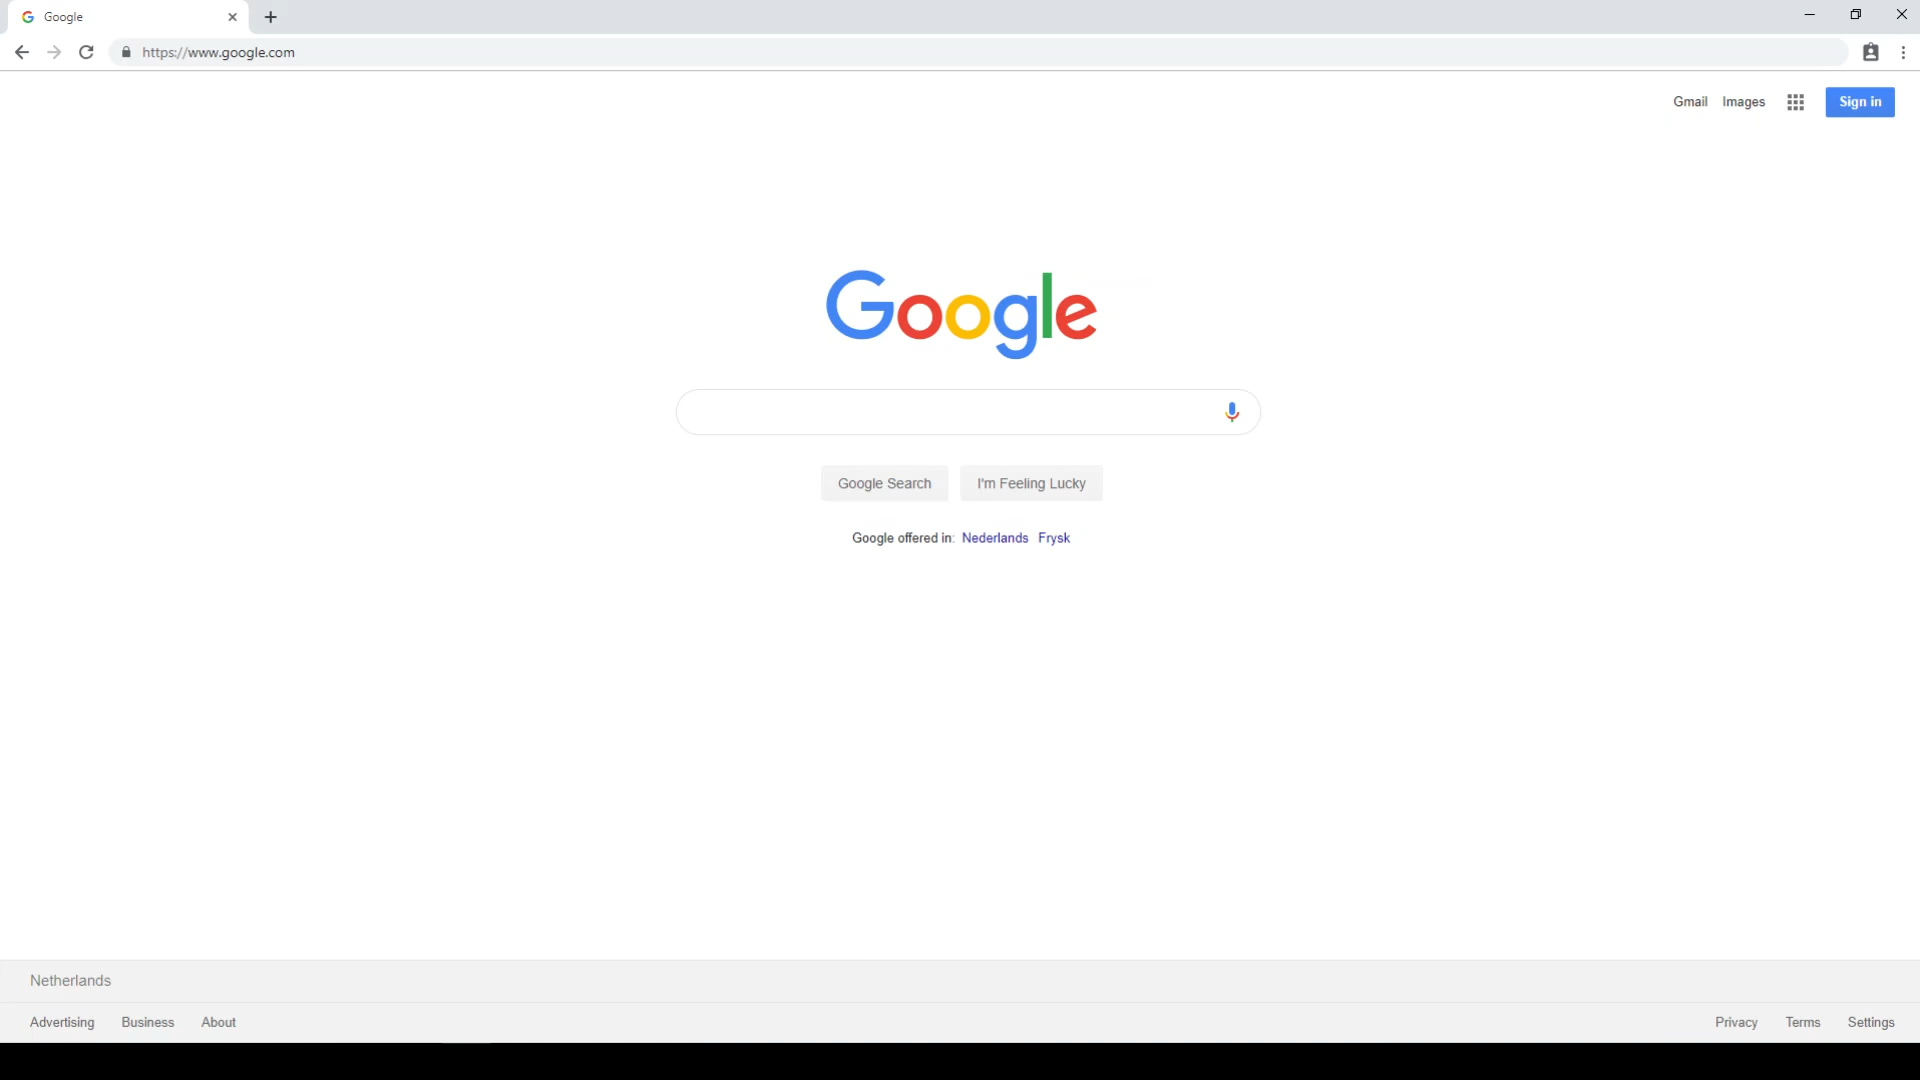 Google
https://www.google.com
Gmail Images Sign in
Google
Google Search I'm Feeling Lucky
Google offered in: Nederlands Frysk
Netherlands
Advertising Business About Privacy Terms Settings